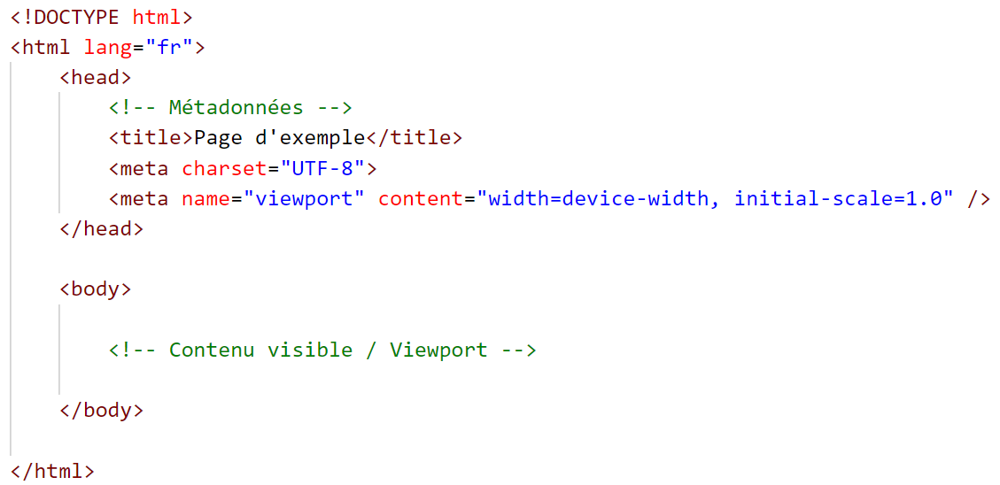 <!DOCTYPE html>
<html lang="fr">
<head>
<!-- Métadonnées -->
<title>Page d'exemple</title>
<meta charset="UTF-8">
<meta name="viewport" content="width=device-width, initial-scale=1.0" />
</head>
<body>
<!-- Contenu visible / Viewport -->
</body>
</html>